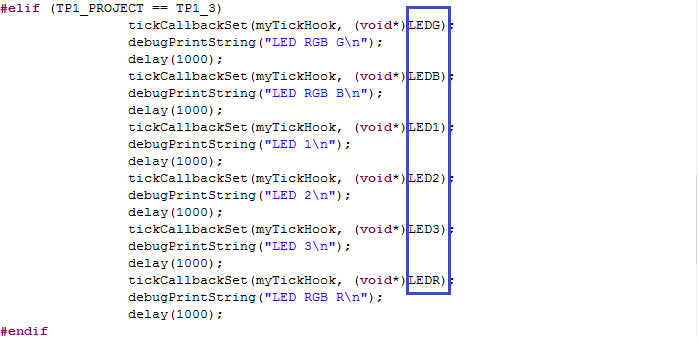 #elif (TP1_PROJECT == TP1_3)
tickCallbackSet(myTickHook, (void*)LEDG);
debugPrintString("LED RGB G\n");
delay(1000);
tickCallbackSet(myTickHook, (void*)LEDB);
debugPrintString("LED RGB B\n");
delay(1000);
tickCallbackSet(myTickHook, (void*)LED1);
debugPrintString("LED 1\n");
delay(1000);
tickCallbackSet(myTickHook, (void*)LED2);
debugPrintString("LED 2\n");
delay(1000);
tickCallbackSet(myTickHook, (void*)LED3);
debugPrintString("LED 3\n");
delay(1000);
tickCallbackSet(myTickHook, (void*)LEDR);
debugPrintString("LED RGB R\n");
delay(1000);
#endif